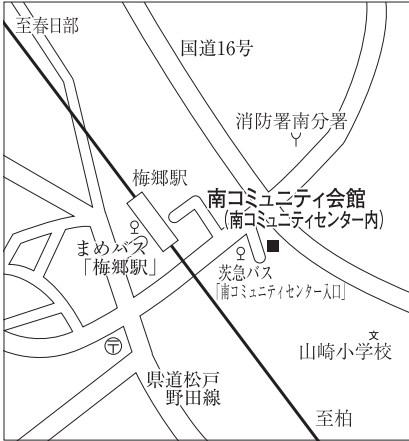 至春日部
国道16号
消防署南分署
梅郷駅
南コミュニティ会館
(南コミュニティセンター内)
まめバス
「梅郷駅」
茨急バス
「南コミュニティセンター入口」
文
山崎小学校
〒
県道松戸
野田線
至柏